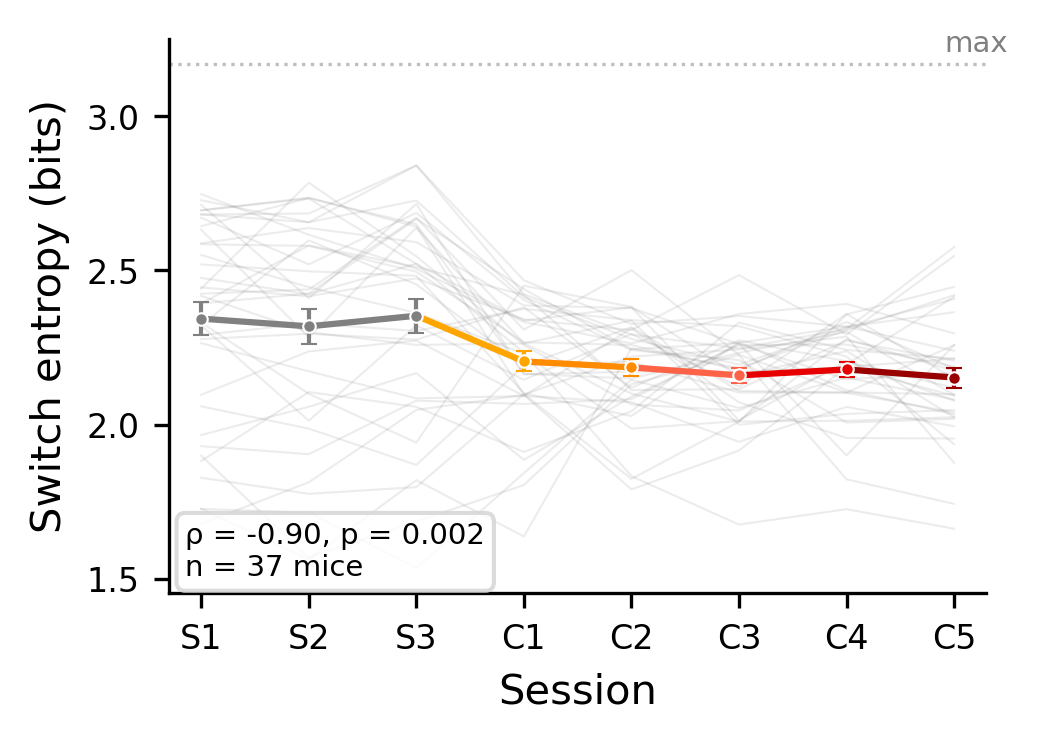 max
3.0
2.5
2.0
1.5
Switch entropy (bits)
ρ = -0.90, p = 0.002
n = 37 mice
S1 S2 S3 C1 C2 C3 C4 C5
Session